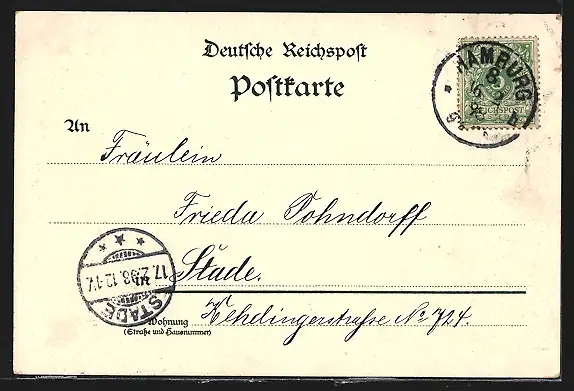 Deutsche Reichspost
Postkarte
HAMBURG
REICHSPOST
An
Fräulein
Frieda Pohndorff
Stade.
17.2.98.12-1V.
STADE
Kehdingerstrasse No 724.
Wohnung
(Straße und Hausnummer)